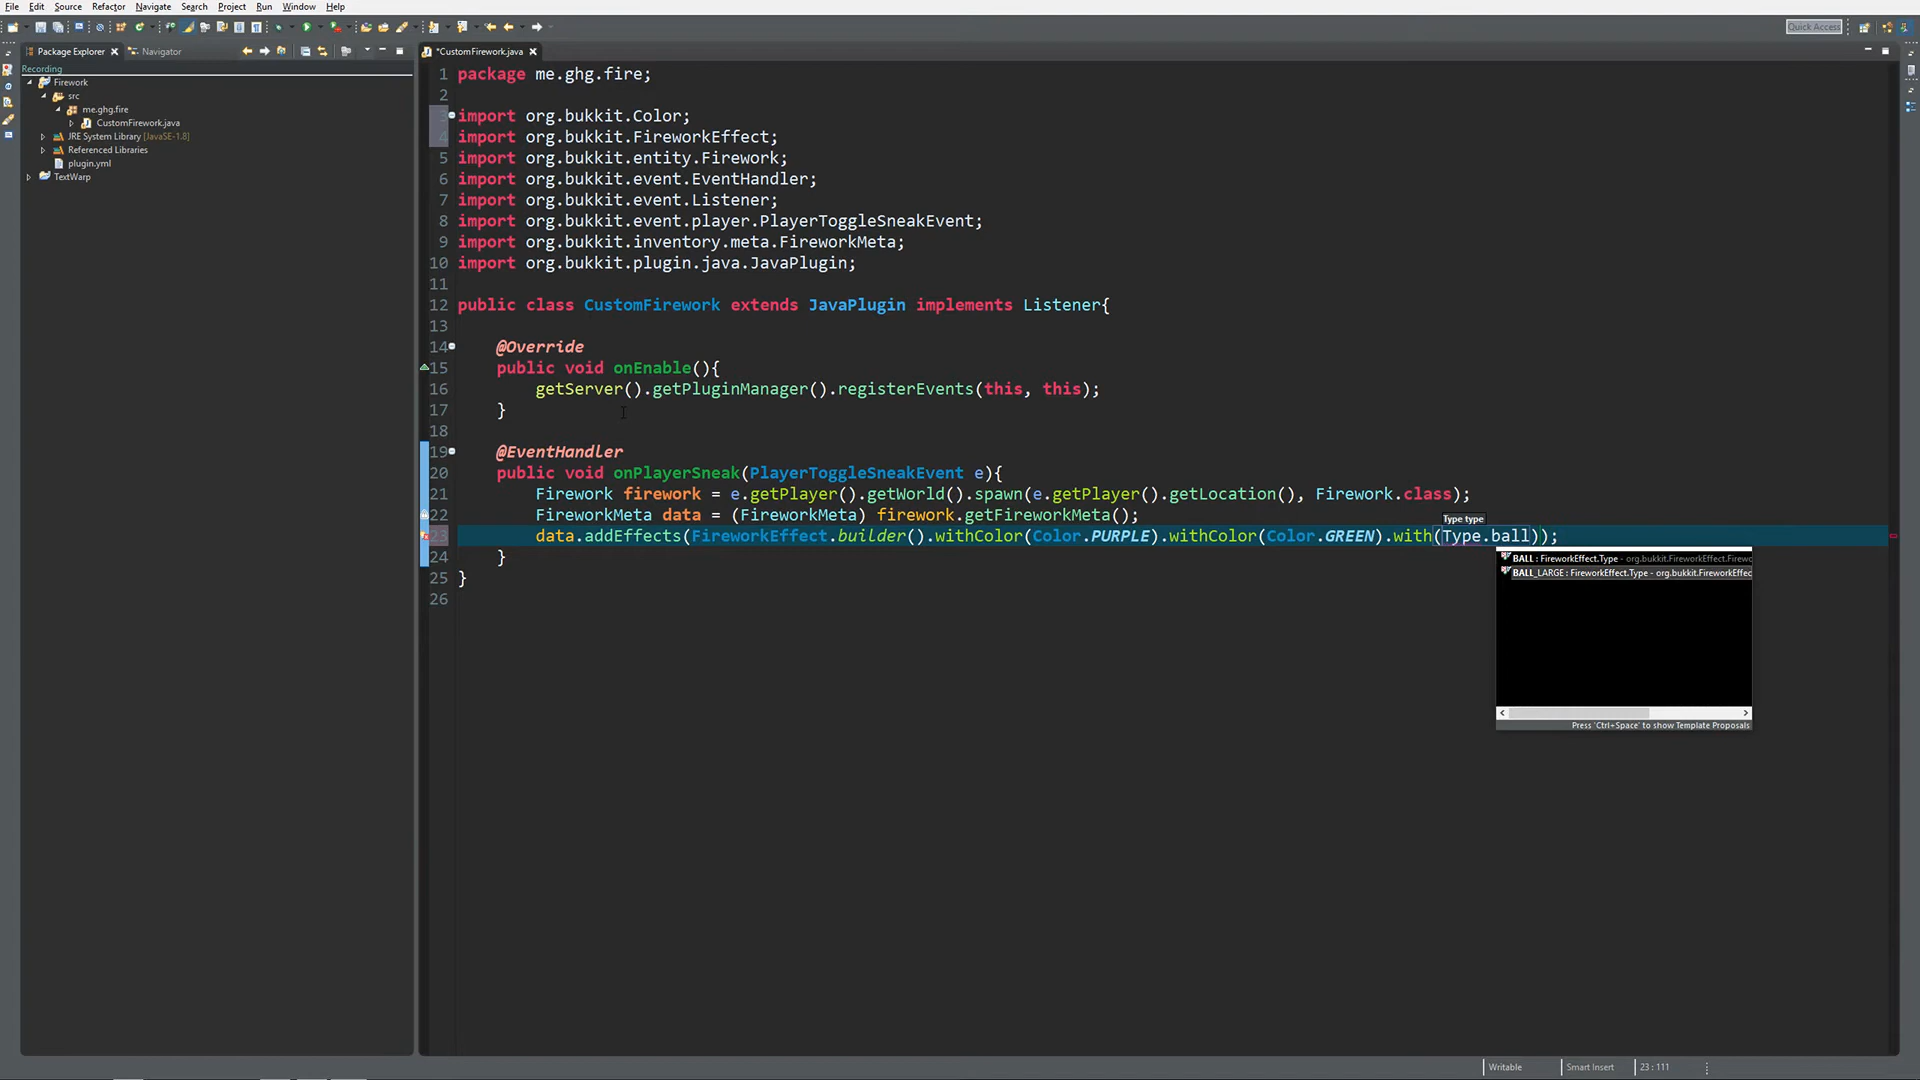 File Edit Source Refactor Navigate Search Project Run Window Help
Quick Access
Package Explorer Navigator
*CustomFirework.java
Recording
Firework
src
me.ghg.fire
CustomFirework.java
JRE System Library [JavaSE-1.8]
Referenced Libraries
plugin.yml
TextWarp
1 package me.ghg.fire;
2
3 import org.bukkit.Color;
4 import org.bukkit.FireworkEffect;
5 import org.bukkit.entity.Firework;
6 import org.bukkit.event.EventHandler;
7 import org.bukkit.event.Listener;
8 import org.bukkit.event.player.PlayerToggleSneakEvent;
9 import org.bukkit.inventory.meta.FireworkMeta;
10 import org.bukkit.plugin.java.JavaPlugin;
11
12 public class CustomFirework extends JavaPlugin implements Listener{
13
14 @Override
15 public void onEnable(){
16 getServer().getPluginManager().registerEvents(this, this);
17 }
18
19 @EventHandler
20 public void onPlayerSneak(PlayerToggleSneakEvent e){
21 Firework firework = e.getPlayer().getWorld().spawn(e.getPlayer().getLocation(), Firework.class);
22 FireworkMeta data = (FireworkMeta) firework.getFireworkMeta();
Type type
23 data.addEffects(FireworkEffect.builder().withColor(Color.PURPLE).withColor(Color.GREEN).with(Type.ball));
24 }
25 }
26
BALL : FireworkEffect.Type - org.bukkit.FireworkEffect.Firewo
BALL_LARGE : FireworkEffect.Type - org.bukkit.FireworkEffec
Press 'Ctrl+Space' to show Template Proposals
Writable Smart Insert 23 : 111